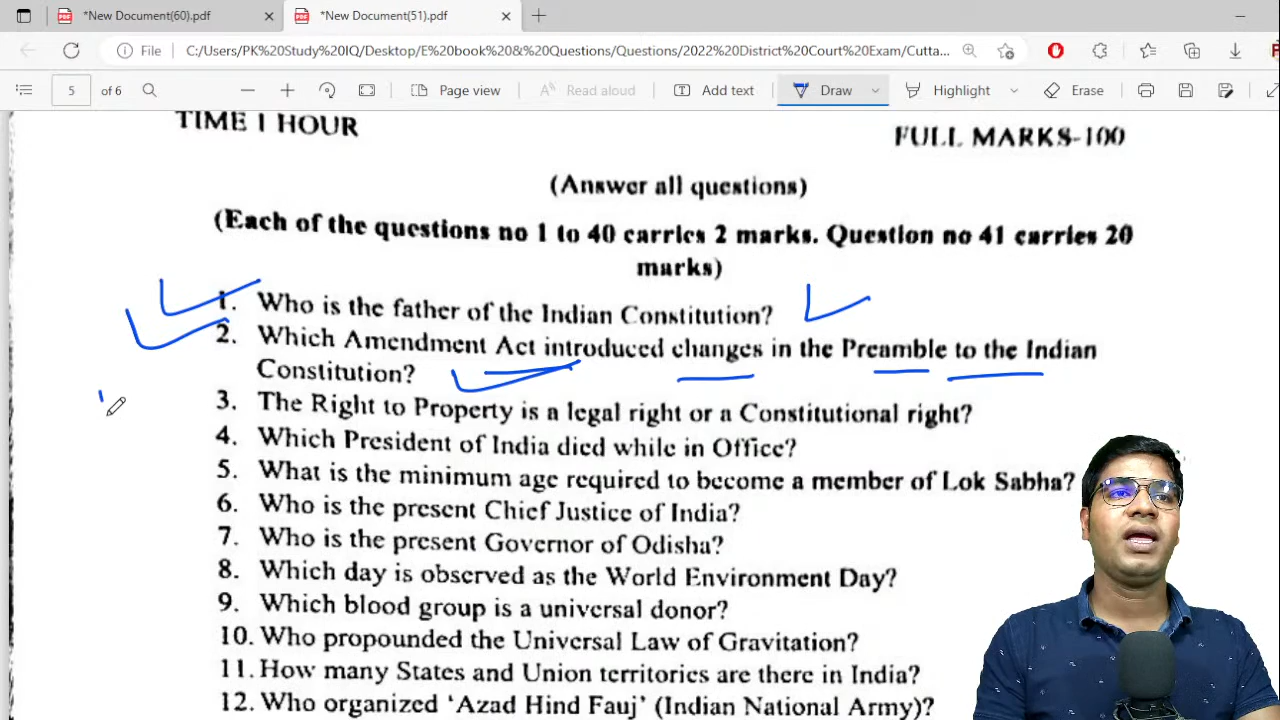 *New Document(60).pdf
*New Document(51).pdf
File C:/Users/PK%20Study%20IQ/Desktop/E%20book%20&%20Questions/Questions/2022%20District%20Court%20Exam/Cutta...
5 of 6 Page view Read aloud Add text Draw Highlight Erase
TIME 1 HOUR FULL MARKS-100
(Answer all questions)
(Each of the questions no 1 to 40 carries 2 marks. Question no 41 carries 20
marks)
1. Who is the father of the Indian Constitution?
2. Which Amendment Act introduced changes in the Preamble to the Indian
Constitution?
3. The Right to Property is a legal right or a Constitutional right?
4. Which President of India died while in Office?
5. What is the minimum age required to become a member of Lok Sabha?
6. Who is the present Chief Justice of India?
7. Who is the present Governor of Odisha?
8. Which day is observed as the World Environment Day?
9. Which blood group is a universal donor?
10. Who propounded the Universal Law of Gravitation?
11. How many States and Union territories are there in India?
12. Who organized ‘Azad Hind Fauj’ (Indian National Army)?